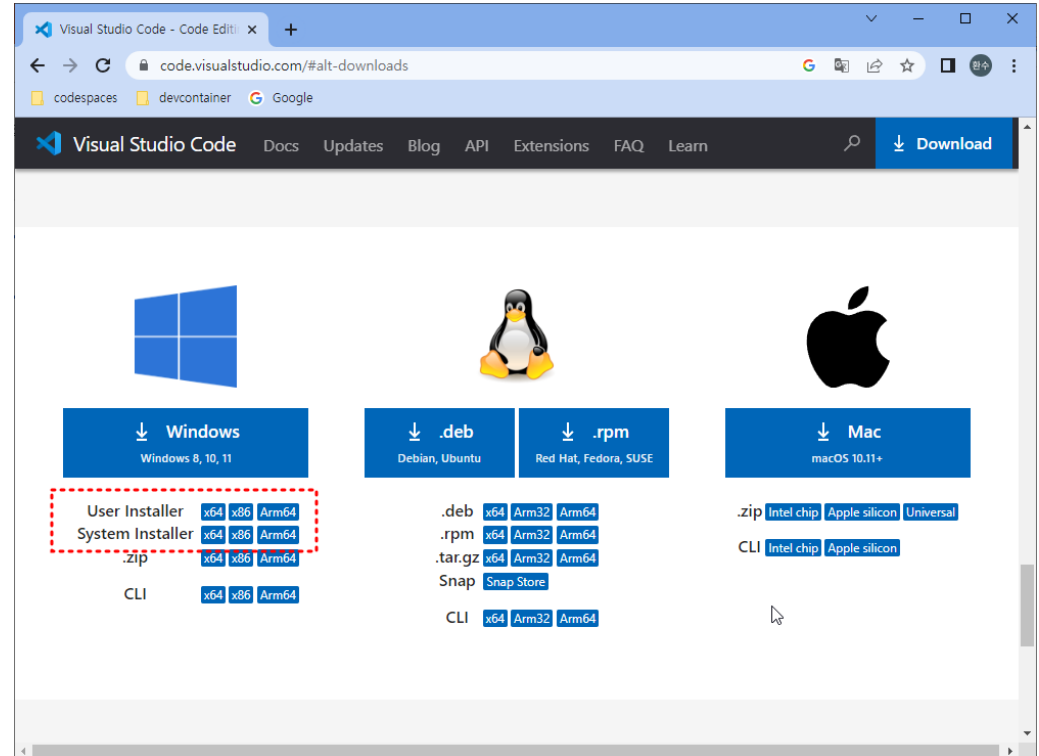 Visual Studio Code - Code Editi
code.visualstudio.com/#alt-downloads
환수
codespaces devcontainer Google
Visual Studio Code Docs Updates Blog API Extensions FAQ Learn Download
Windows
Windows 8, 10, 11
User Installer x64 x86 Arm64
System Installer x64 x86 Arm64
.zip x64 x86 Arm64
CLI x64 x86 Arm64
.deb
Debian, Ubuntu
.rpm
Red Hat, Fedora, SUSE
.deb x64 Arm32 Arm64
.rpm x64 Arm32 Arm64
.tar.gz x64 Arm32 Arm64
Snap Snap Store
CLI x64 Arm32 Arm64
Mac
macOS 10.11+
.zip Intel chip Apple silicon Universal
CLI Intel chip Apple silicon